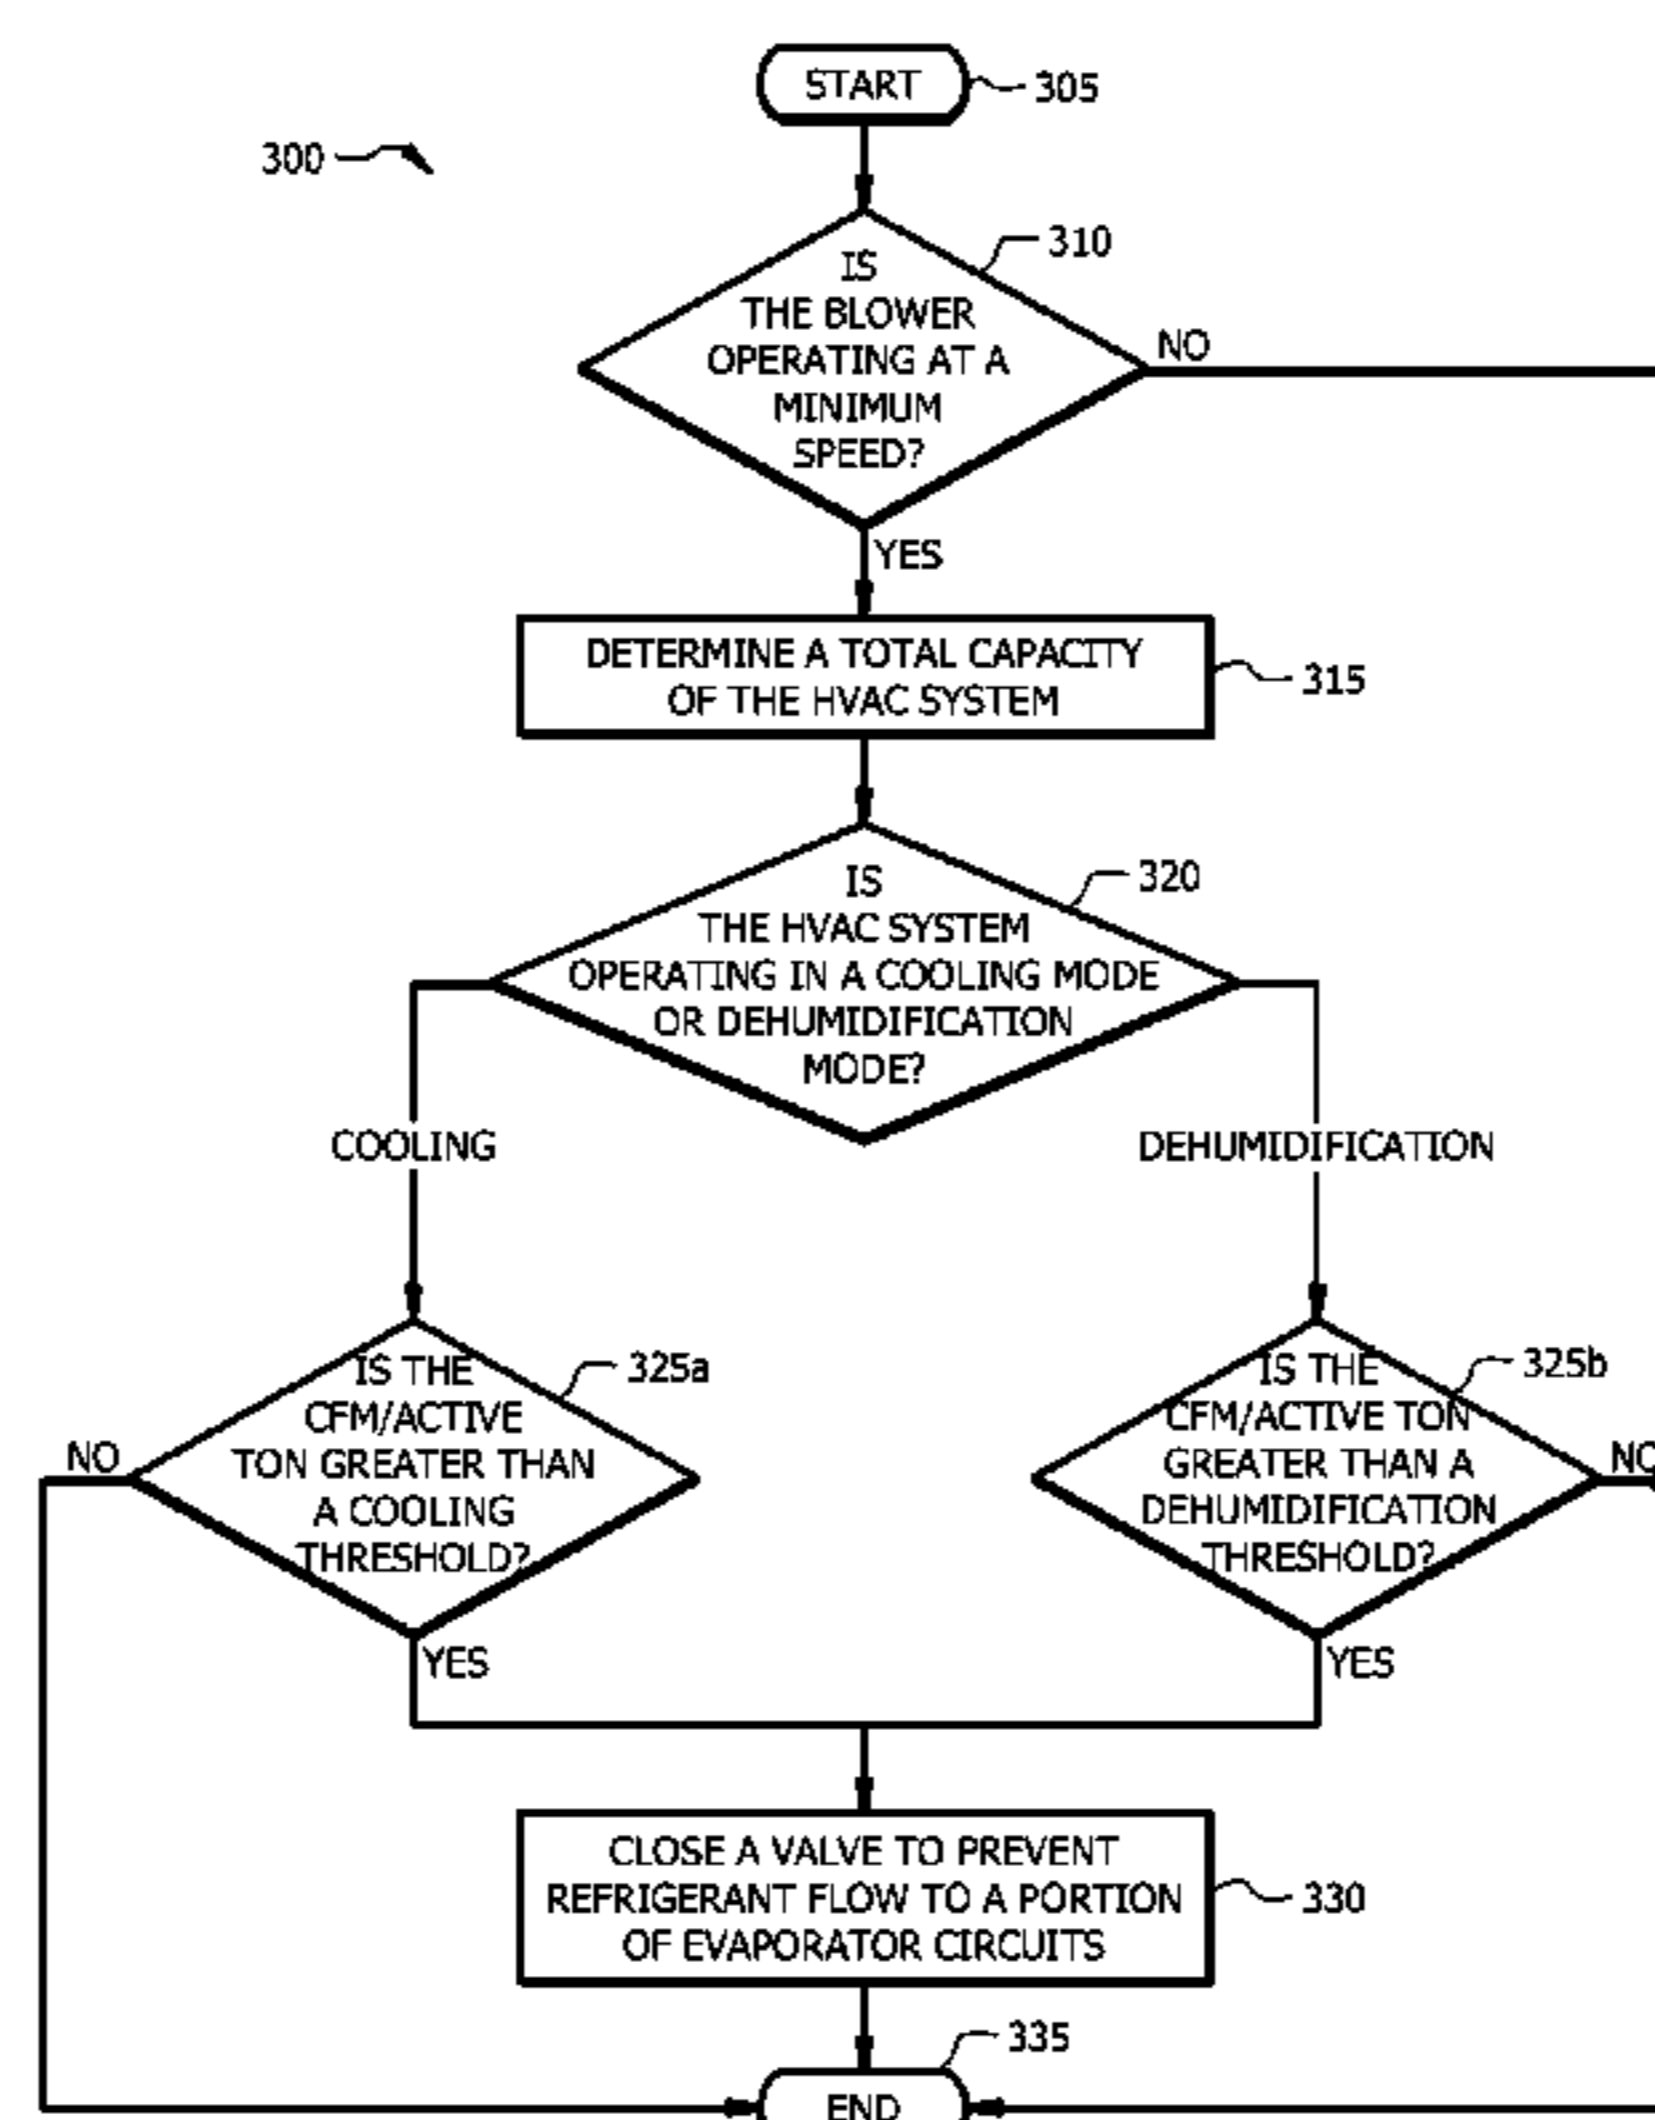 START
305
300
310
IS
THE BLOWER
OPERATING AT A
MINIMUM
SPEED?
NO
YES
DETERMINE A TOTAL CAPACITY
OF THE HVAC SYSTEM
315
320
IS
THE HVAC SYSTEM
OPERATING IN A COOLING MODE
OR DEHUMIDIFICATION
MODE?
COOLING
DEHUMIDIFICATION
325a
IS THE
CFM/ACTIVE
TON GREATER THAN
A COOLING
THRESHOLD?
NO
YES
325b
IS THE
CFM/ACTIVE TON
GREATER THAN A
DEHUMIDIFICATION
THRESHOLD?
NO
YES
CLOSE A VALVE TO PREVENT
REFRIGERANT FLOW TO A PORTION
OF EVAPORATOR CIRCUITS
330
335
END